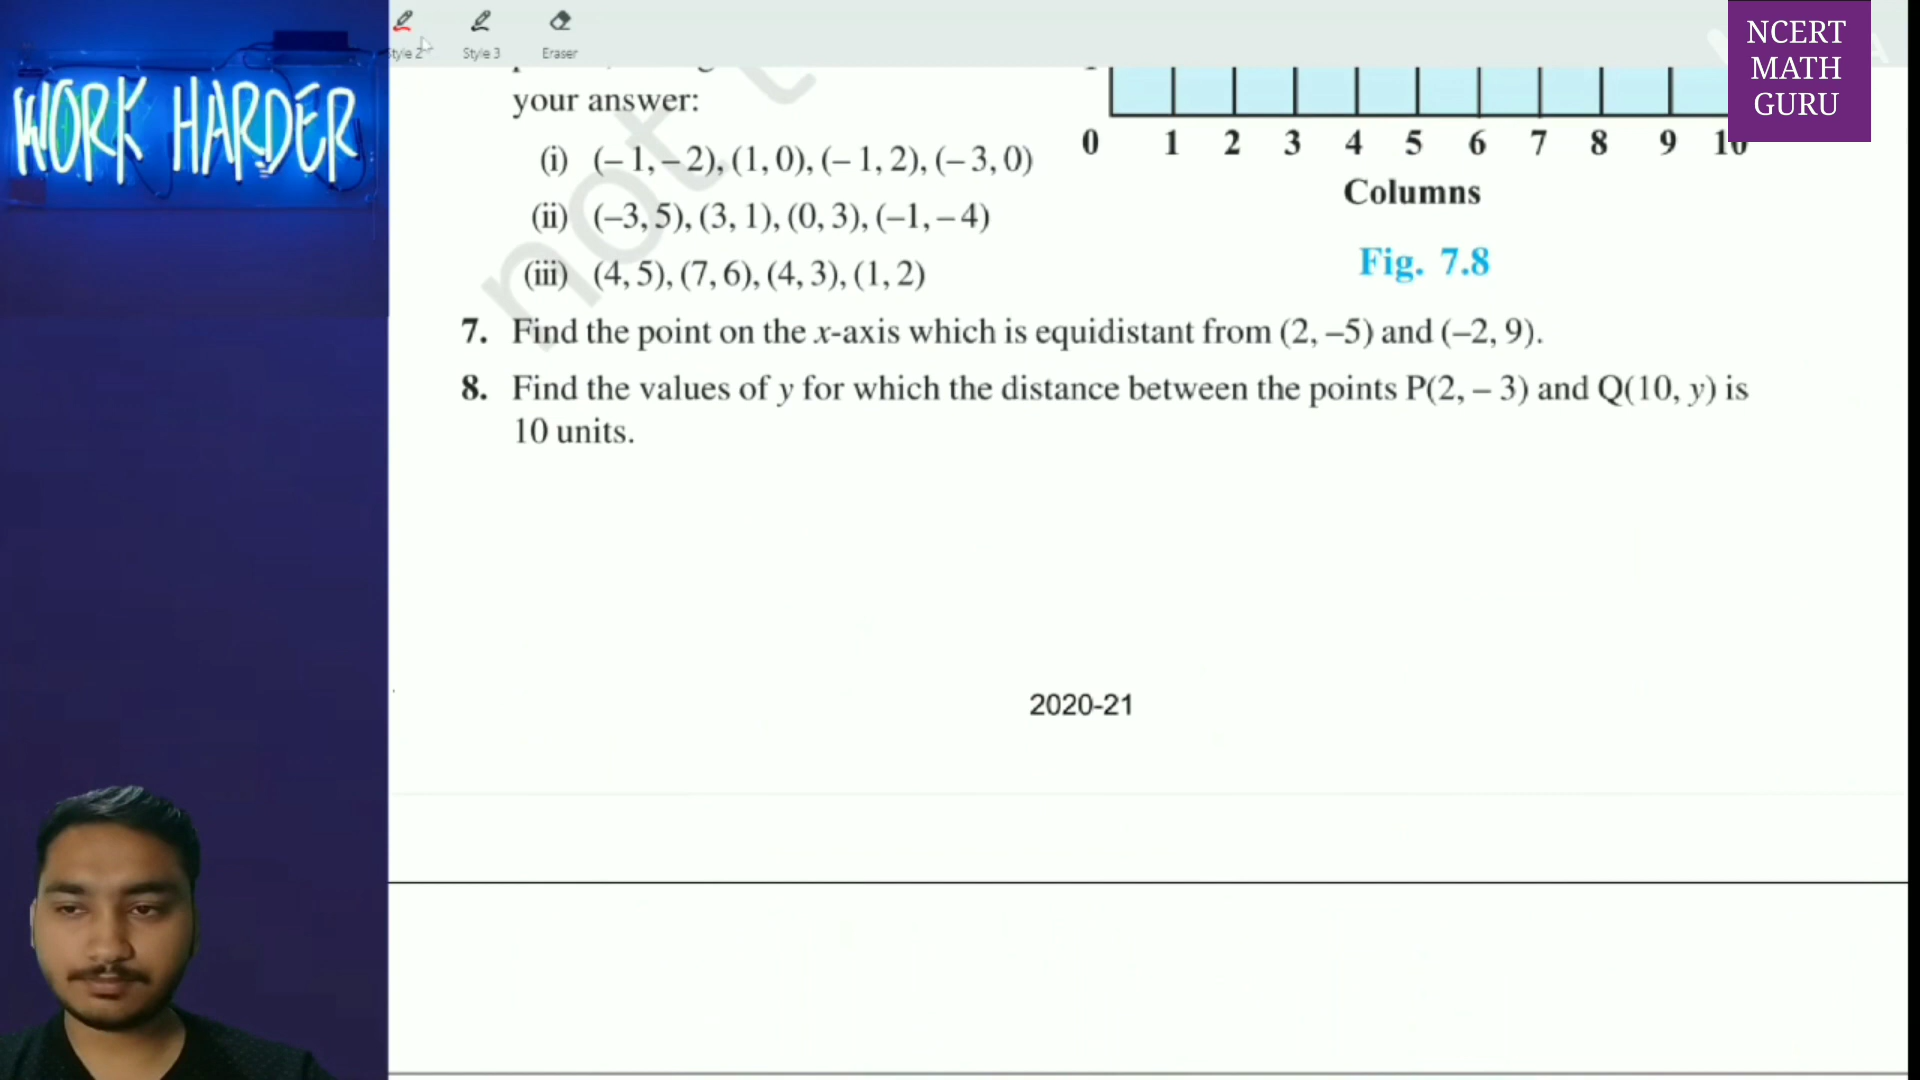 WORK HARDER
Style 2
Style 3
Eraser
NCERT
MATH
GURU
your answer:
(i) (– 1, – 2), (1, 0), (– 1, 2), (– 3, 0)
(ii) (–3, 5), (3, 1), (0, 3), (–1, – 4)
(iii) (4, 5), (7, 6), (4, 3), (1, 2)
0 1 2 3 4 5 6 7 8 9 10
Columns
Fig. 7.8
not
7. Find the point on the x-axis which is equidistant from (2, –5) and (–2, 9).
8. Find the values of y for which the distance between the points P(2, – 3) and Q(10, y) is
10 units.
2020-21